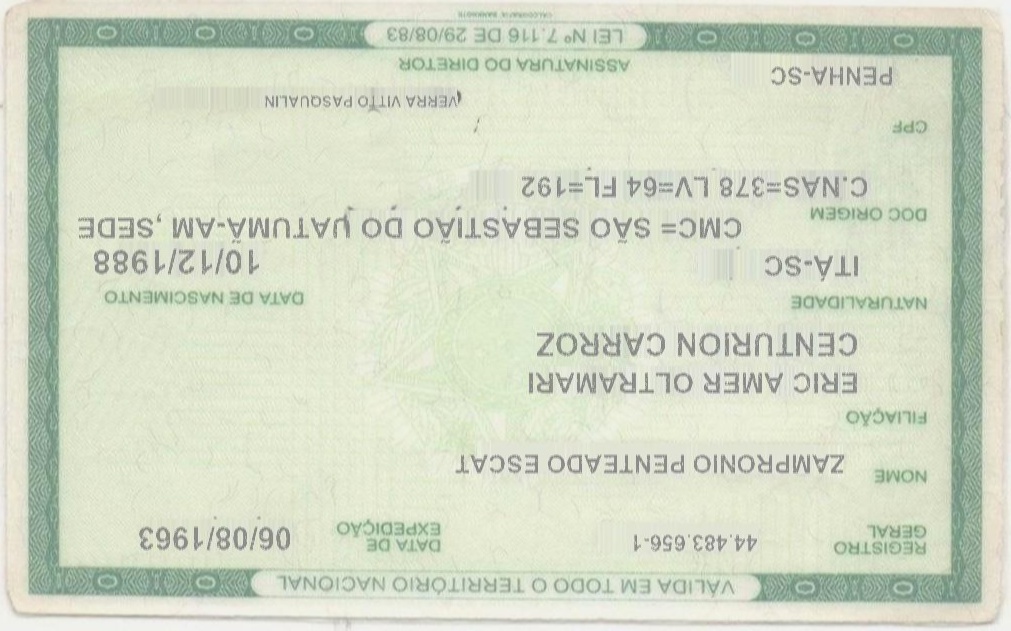 VÁLIDA EM TODO O TERRITÓRIO NACIONAL
REGISTRO GERAL 44.483.656-1 DATA DE EXPEDIÇÃO 06/08/1963
NOME ZAMPRONIO PENTEADO ESCAT
FILIAÇÃO
ERIC AMER OLTRAMARI
CENTURION CARROZ
NATURALIDADE DATA DE NASCIMENTO
ITÁ-SC 10/12/1988
DOC ORIGEM CMC= SÃO SEBASTIÃO DO UATUMÃ-AM ,SEDE
C.NAS=378 LV=64 FL=192
CPF
VERRA VITTO PASQUALIN
PENHA-SC
ASSINATURA DO DIRETOR
LEI Nº 7.116 DE 29/08/83